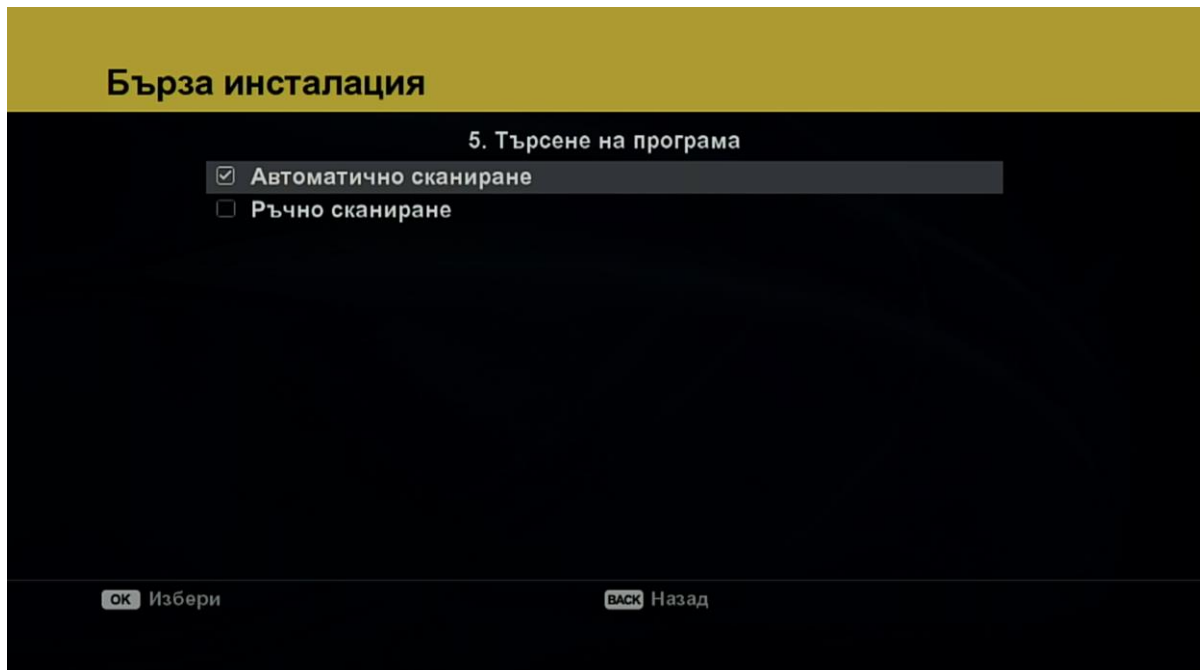 Бърза инсталация
5. Търсене на програма
Автоматично сканиране
Ръчно сканиране
OK Избери
BACK Назад